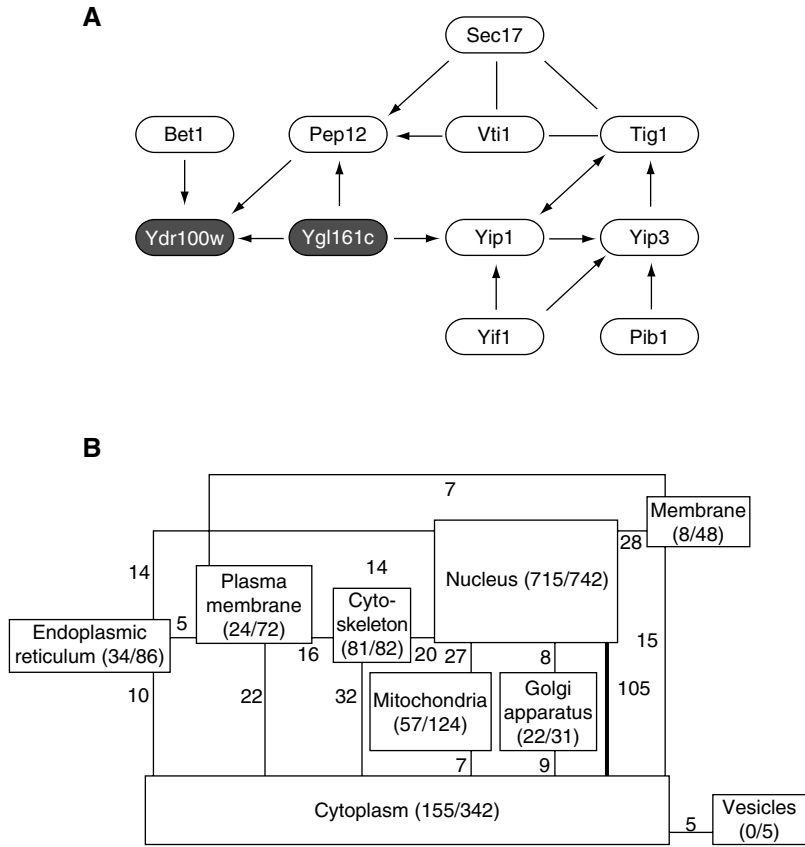 A
Sec17
Bet1
Pep12
Vti1
Tig1
Ydr100w
Ygl161c
Yip1
Yip3
Yif1
Pib1
B
7
Membrane
(8/48)
28
Nucleus (715/742)
14
14
Plasma
membrane
(24/72)
Cyto-
skeleton
(81/82)
5
Endoplasmic
reticulum (34/86)
16
20
27
8
15
10
22
32
Mitochondria
(57/124)
Golgi
apparatus
(22/31)
105
7
9
Cytoplasm (155/342)
5
Vesicles
(0/5)